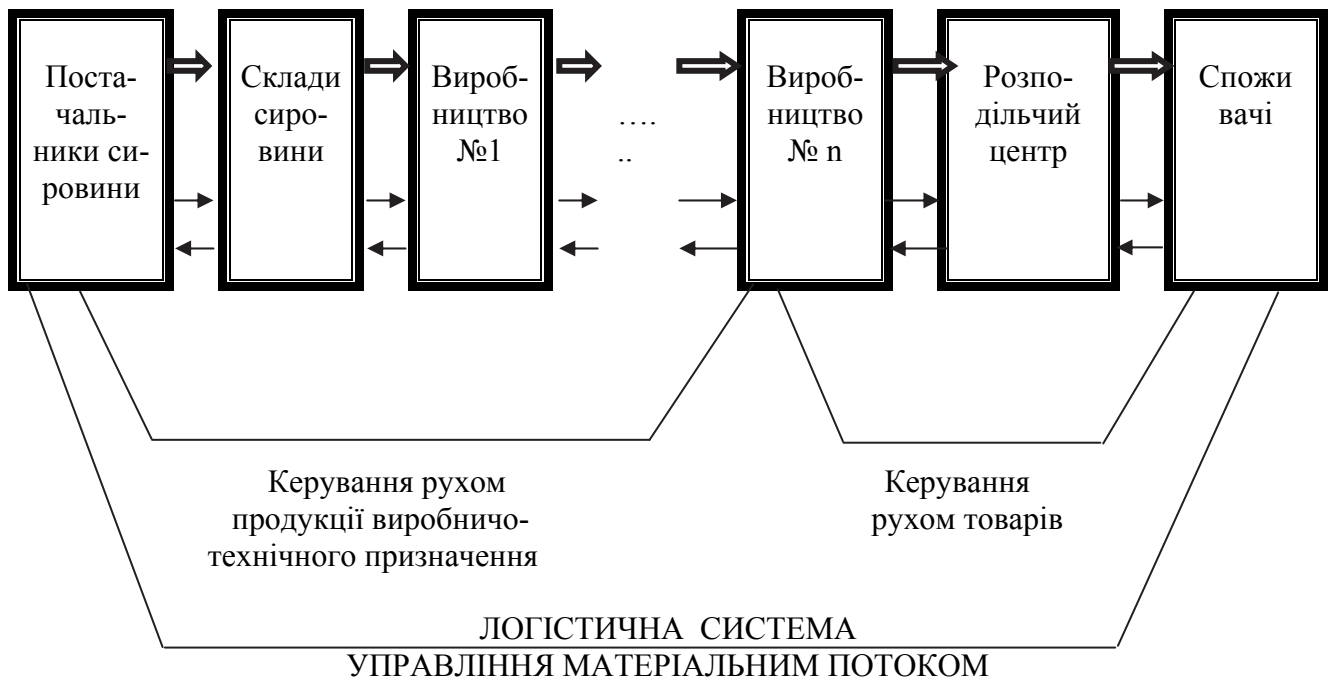 Поста-
чаль-
ники си-
ровини
Склади
сиро-
вини
Вироб-
ництво
№1
….
..
Вироб-
ництво
№ n
Розпо-
дільчий
центр
Спожи
вачі
Керування рухом
продукції виробничо-
технічного призначення
Керування
рухом товарів
ЛОГІСТИЧНА СИСТЕМА
УПРАВЛІННЯ МАТЕРІАЛЬНИМ ПОТОКОМ